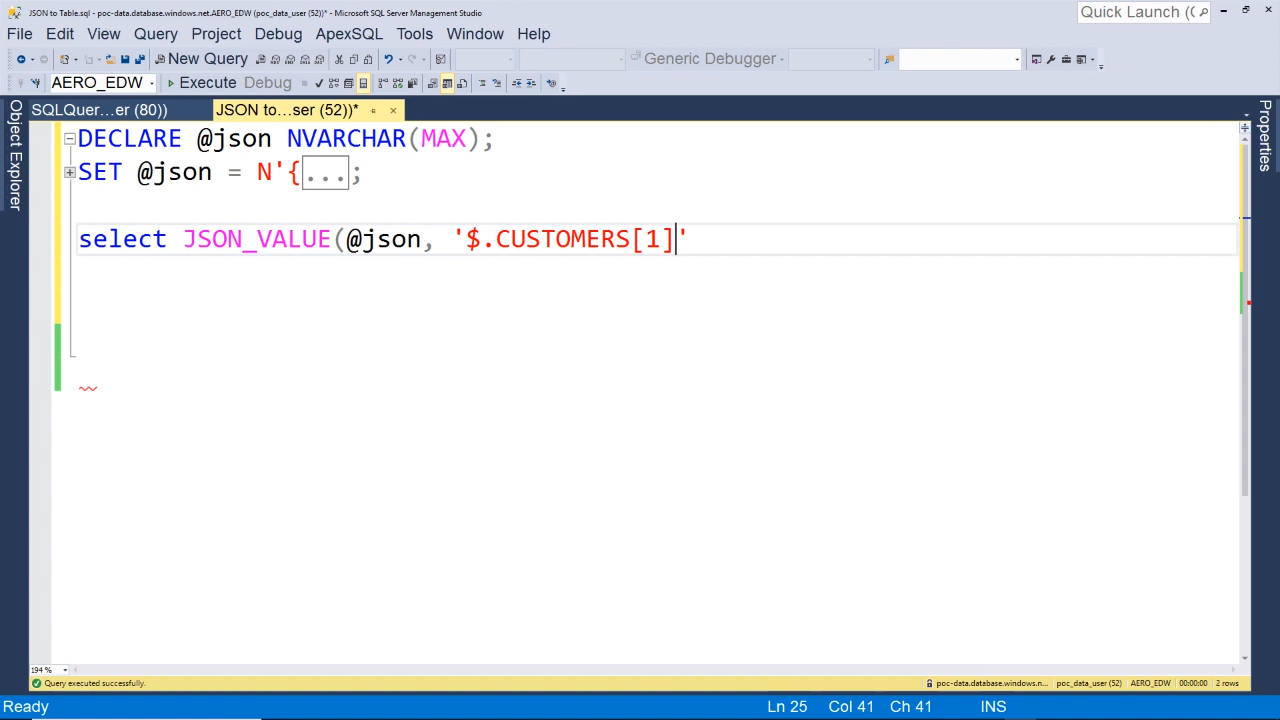 JSON to Table.sql - poc-data.database.windows.net.AERO_EDW (poc_data_user (52))* - Microsoft SQL Server Management Studio
Quick Launch (
File Edit View Query Project Debug ApexSQL Tools Window Help
New Query Generic Debugger
AERO_EDW Execute Debug
SQLQuer...er (80)) JSON to...ser (52))*
Object Explorer
Properties
DECLARE @json NVARCHAR(MAX);
SET @json = N'{...;
select JSON_VALUE(@json, '$.CUSTOMERS[1]'
194 %
Query executed successfully. poc-data.database.windows.n... poc_data_user (52) AERO_EDW 00:00:00 2 rows
Ready Ln 25 Col 41 Ch 41 INS